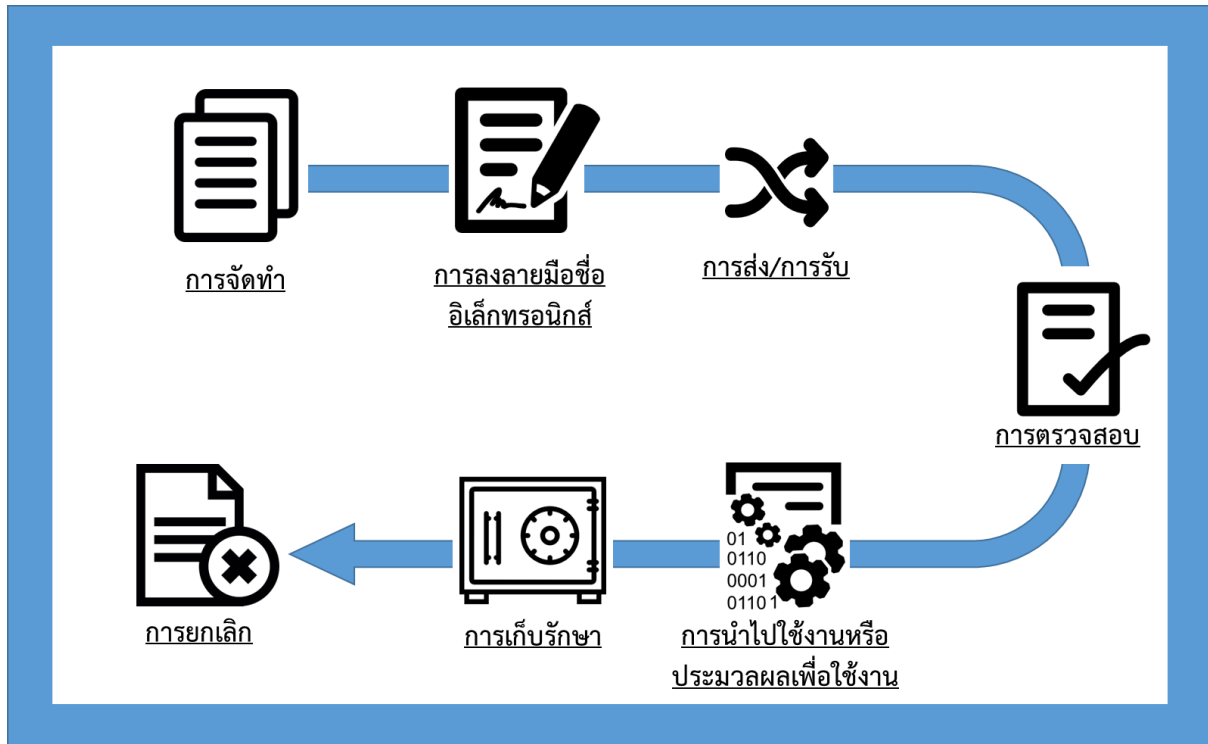 การจัดทำ
การลงลายมือชื่อ
อิเล็กทรอนิกส์
การส่ง/การรับ
การตรวจสอบ
01
0110
0001
01101
การนำไปใช้งานหรือ
ประมวลผลเพื่อใช้งาน
การเก็บรักษา
การยกเลิก